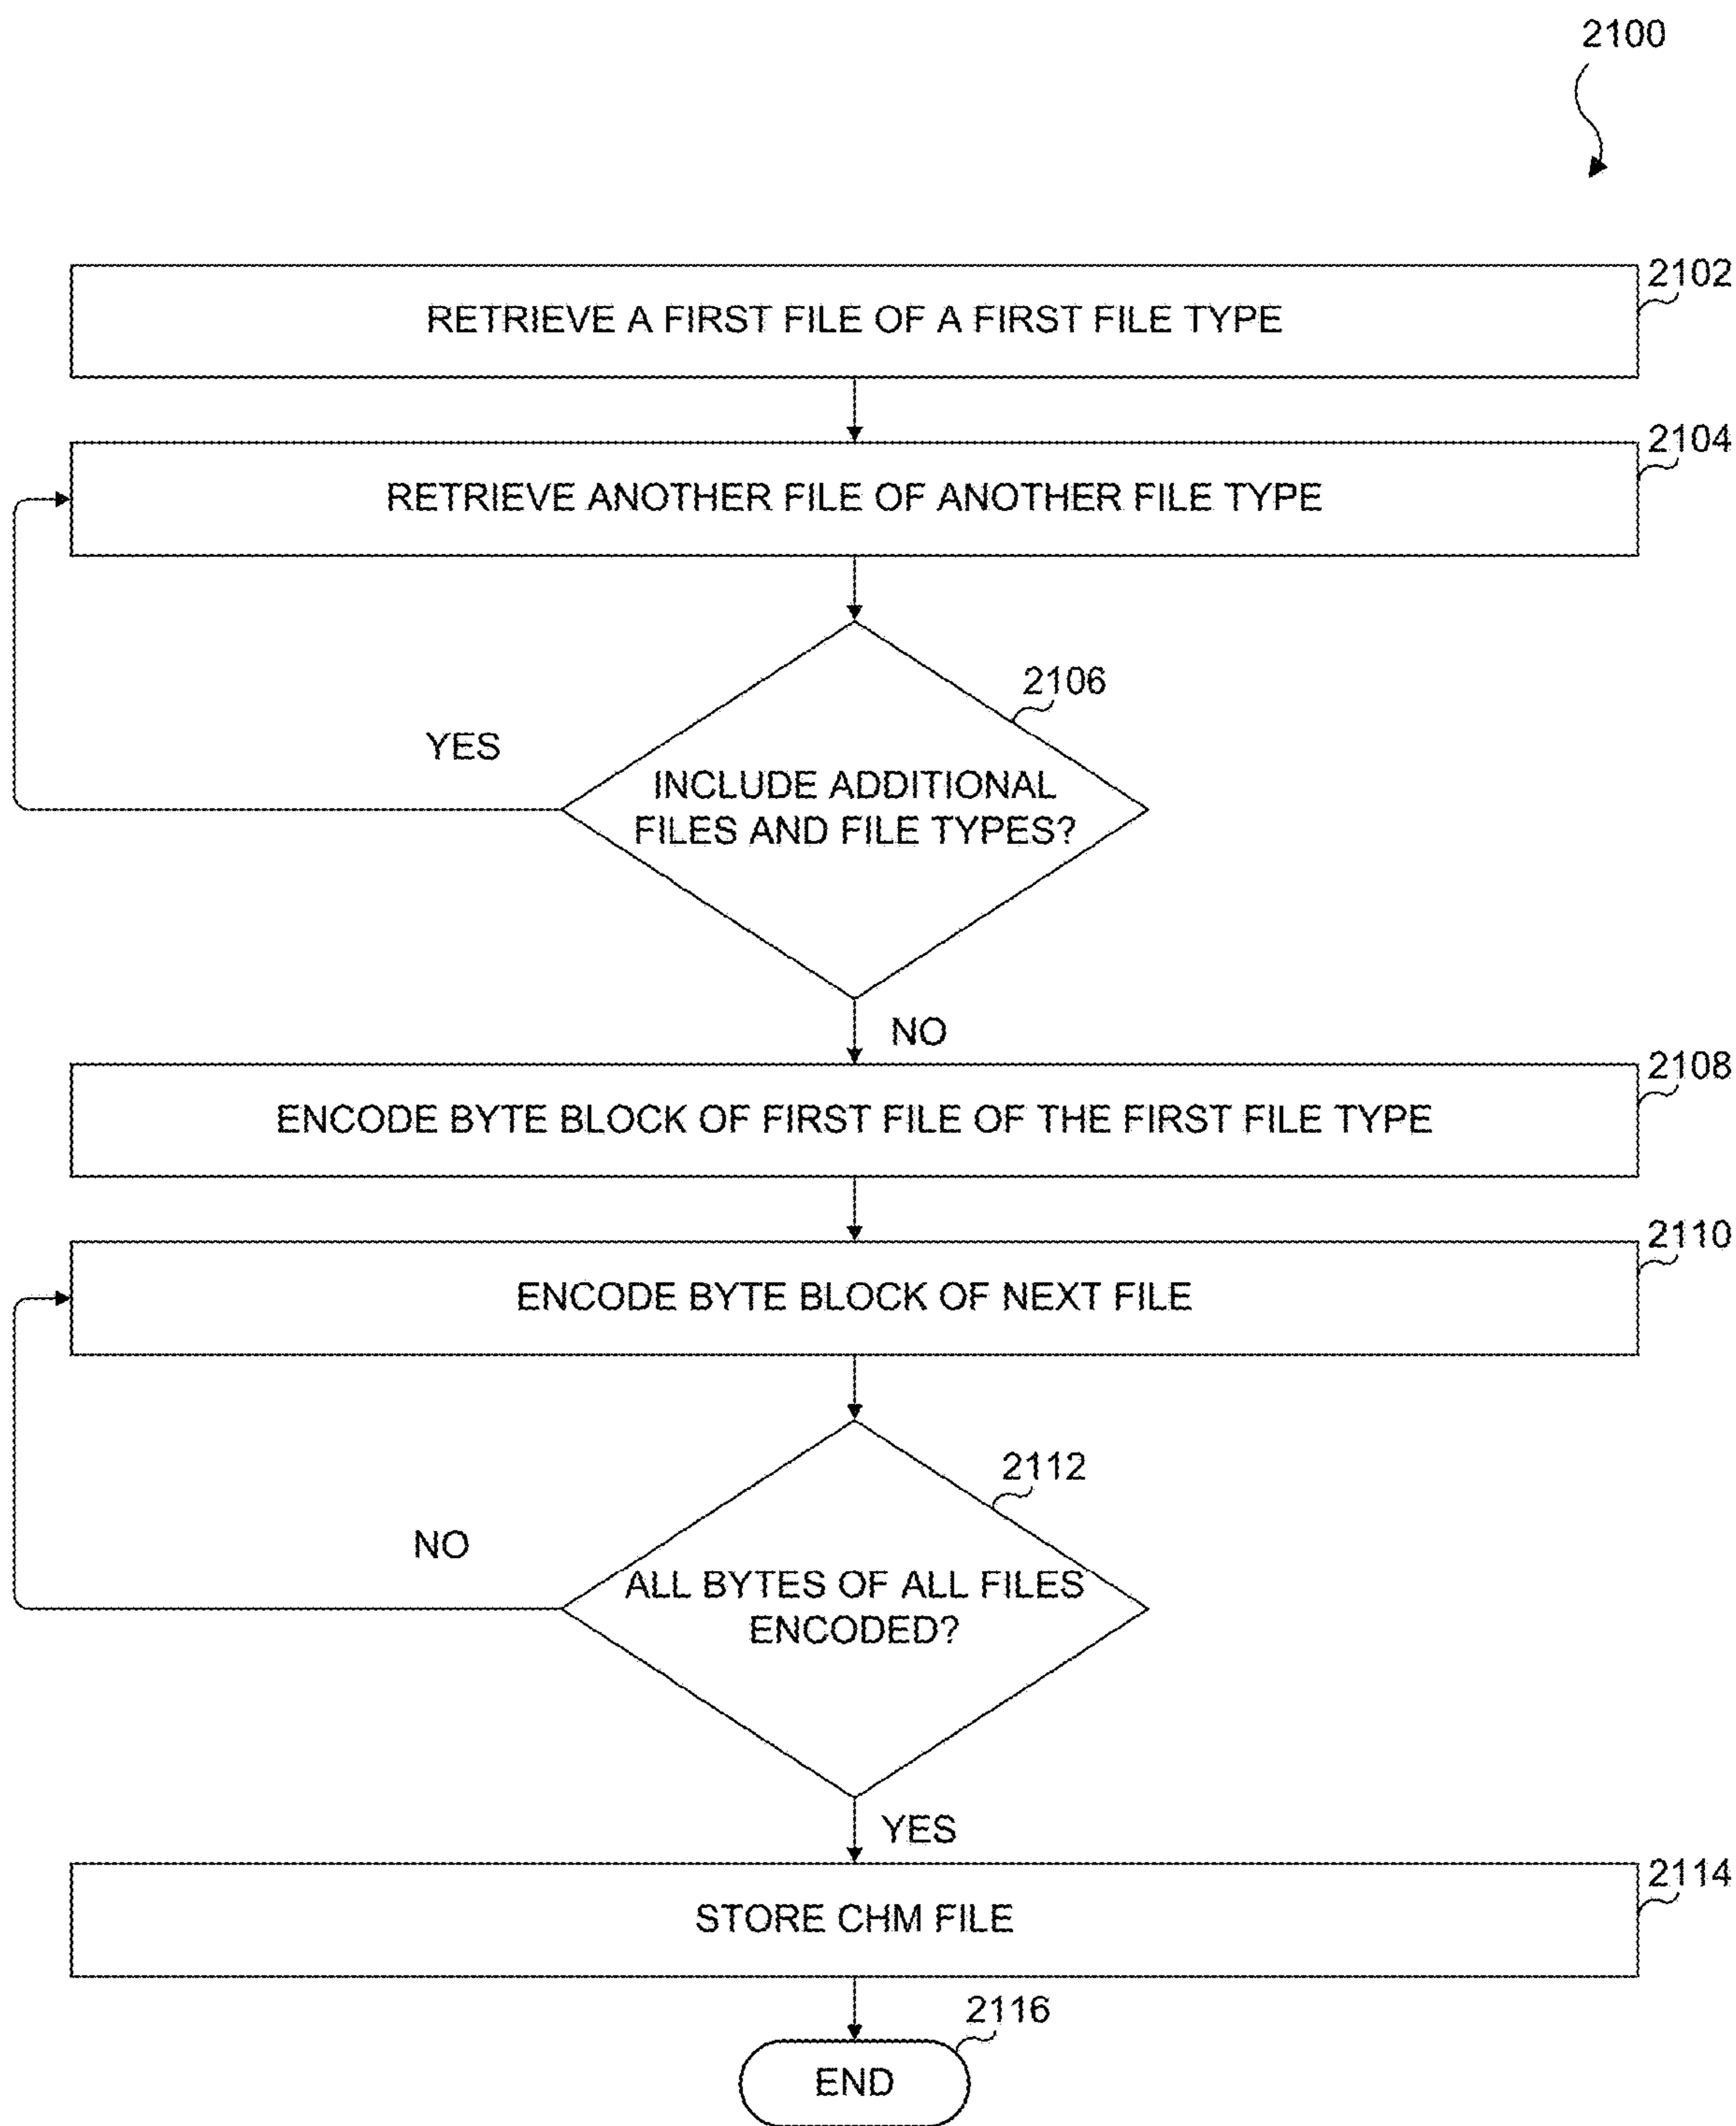 2100
2102
RETRIEVE A FIRST FILE OF A FIRST FILE TYPE
2104
RETRIEVE ANOTHER FILE OF ANOTHER FILE TYPE
2106
YES
INCLUDE ADDITIONAL
FILES AND FILE TYPES?
NO
2108
ENCODE BYTE BLOCK OF FIRST FILE OF THE FIRST FILE TYPE
2110
ENCODE BYTE BLOCK OF NEXT FILE
2112
NO
ALL BYTES OF ALL FILES
ENCODED?
YES
2114
STORE CHM FILE
2116
END